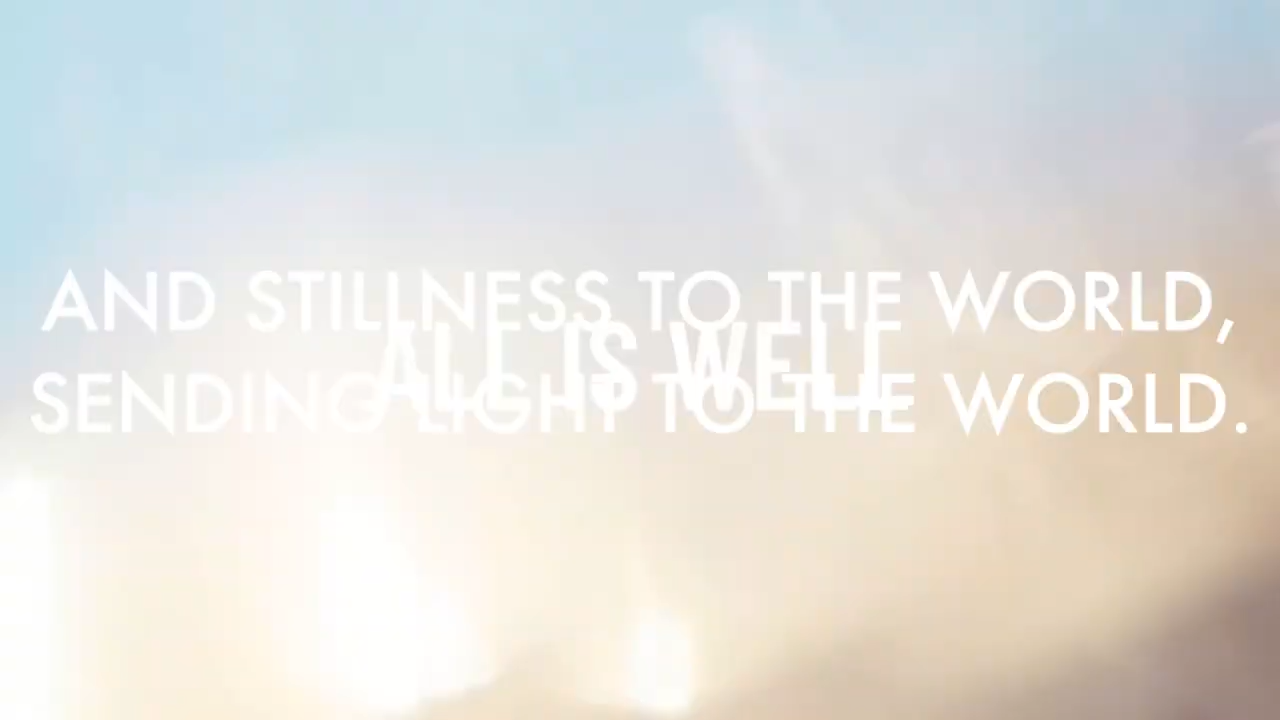 AND STILLNESS TO THE WORLD,
ALL IS WELL
SENDING LIGHT TO THE WORLD.